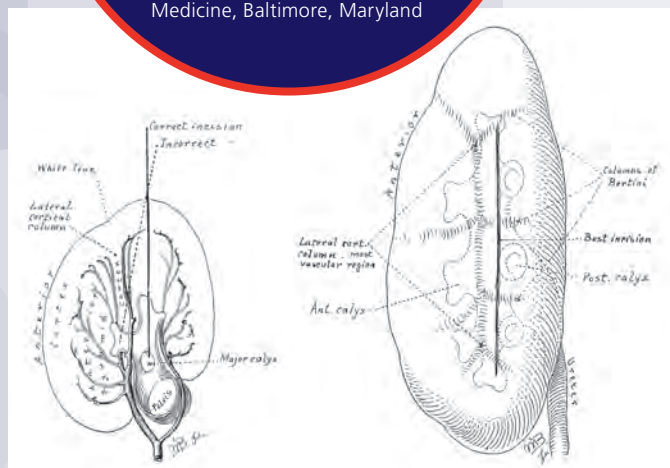 Medicine, Baltimore, Maryland
Correct incision
Incorrect
White line
Lateral
cortical
column
Anterior
cortex
Major calyx
Pelvis
Anterior
Columns of
Bertini
Best incision
Lateral cort.
column. most
vascular region
Post. calyx
Ant. calyx
Ureter